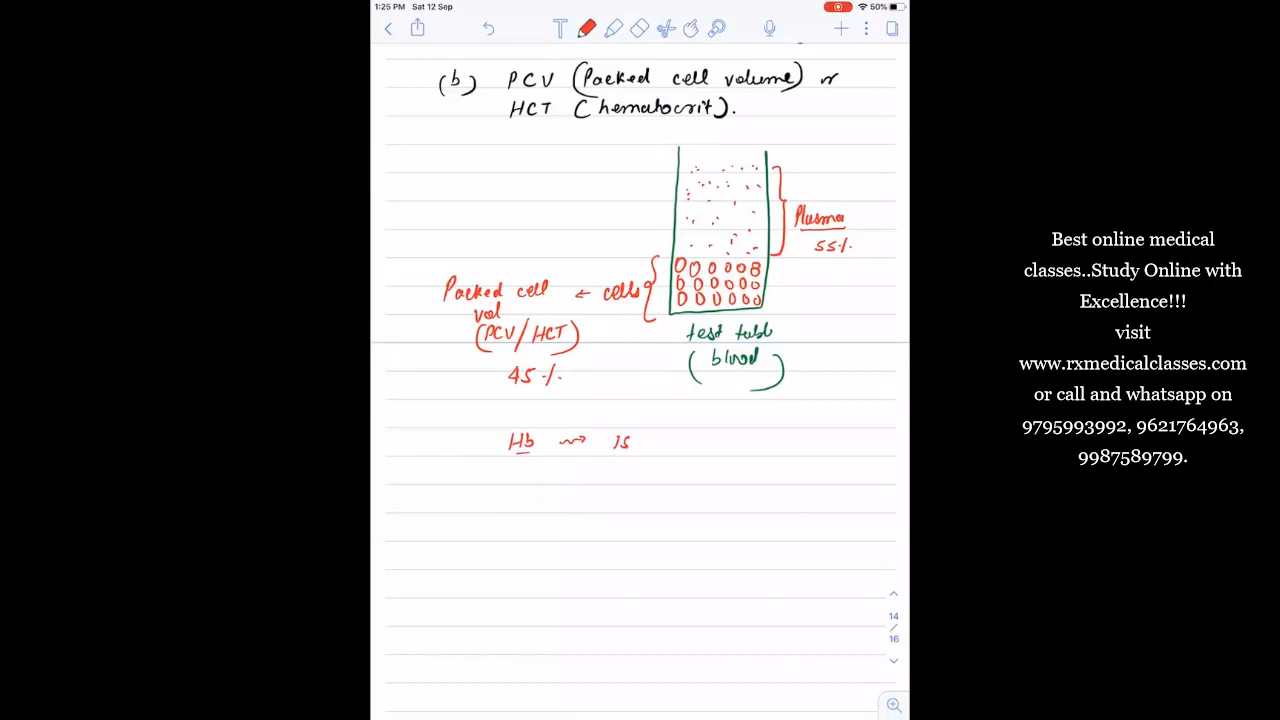 1:25 PM Sat 12 Sep
50%
(b) PCV (Packed cell volume) or
HCT (hematocrit).
Plasma
55%
Packed cell ← cells
vol
(PCV/HCT)
45%
test tube
(blood)
Hb → 15
14
/
16
Best online medical
classes..Study Online with
Excellence!!!
visit
www.rxmedicalclasses.com
or call and whatsapp on
9795993992, 9621764963,
9987589799.